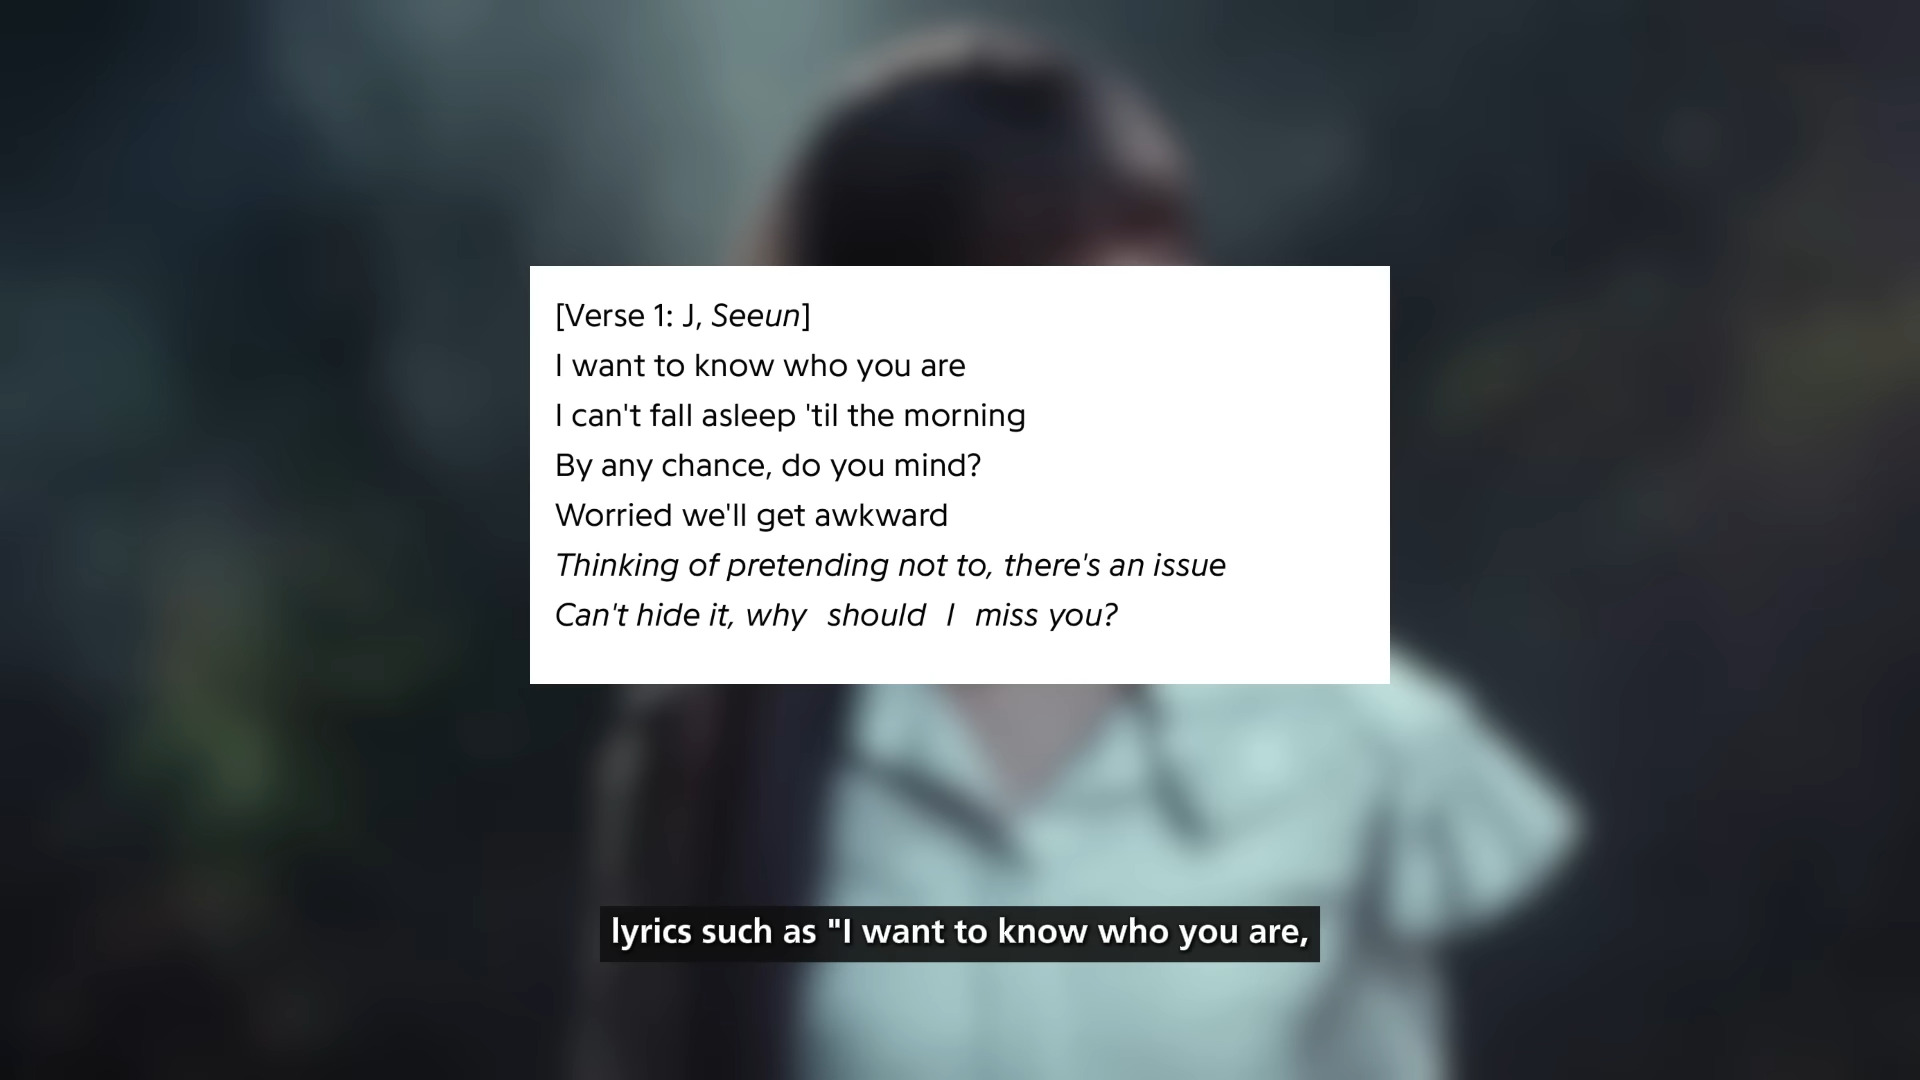 [Verse 1: J, Seeun]
I want to know who you are
I can't fall asleep 'til the morning
By any chance, do you mind?
Worried we'll get awkward
Thinking of pretending not to, there's an issue
Can't hide it, why should I miss you?
lyrics such as "I want to know who you are,